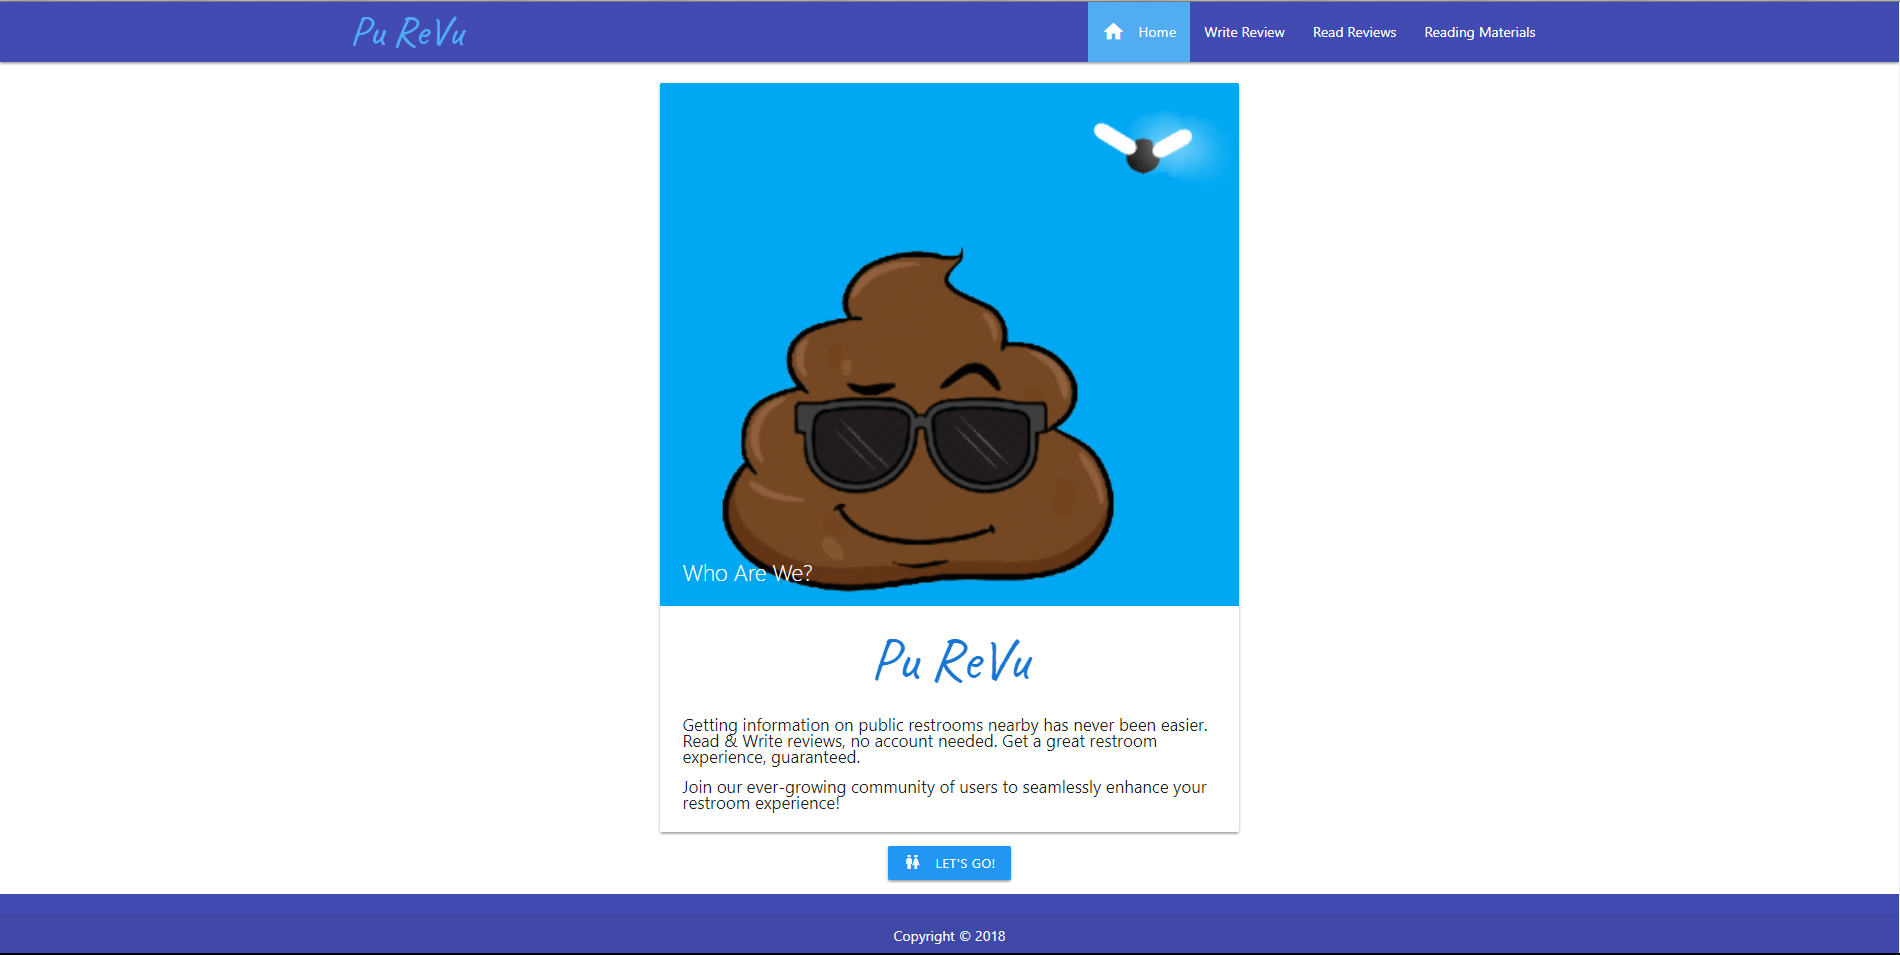 Pu ReVu
Home
Write Review
Read Reviews
Reading Materials
Who Are We?
Pu ReVu
Getting information on public restrooms nearby has never been easier.
Read & Write reviews, no account needed. Get a great restroom
experience, guaranteed.
Join our ever-growing community of users to seamlessly enhance your
restroom experience!
LET'S GO!
Copyright © 2018